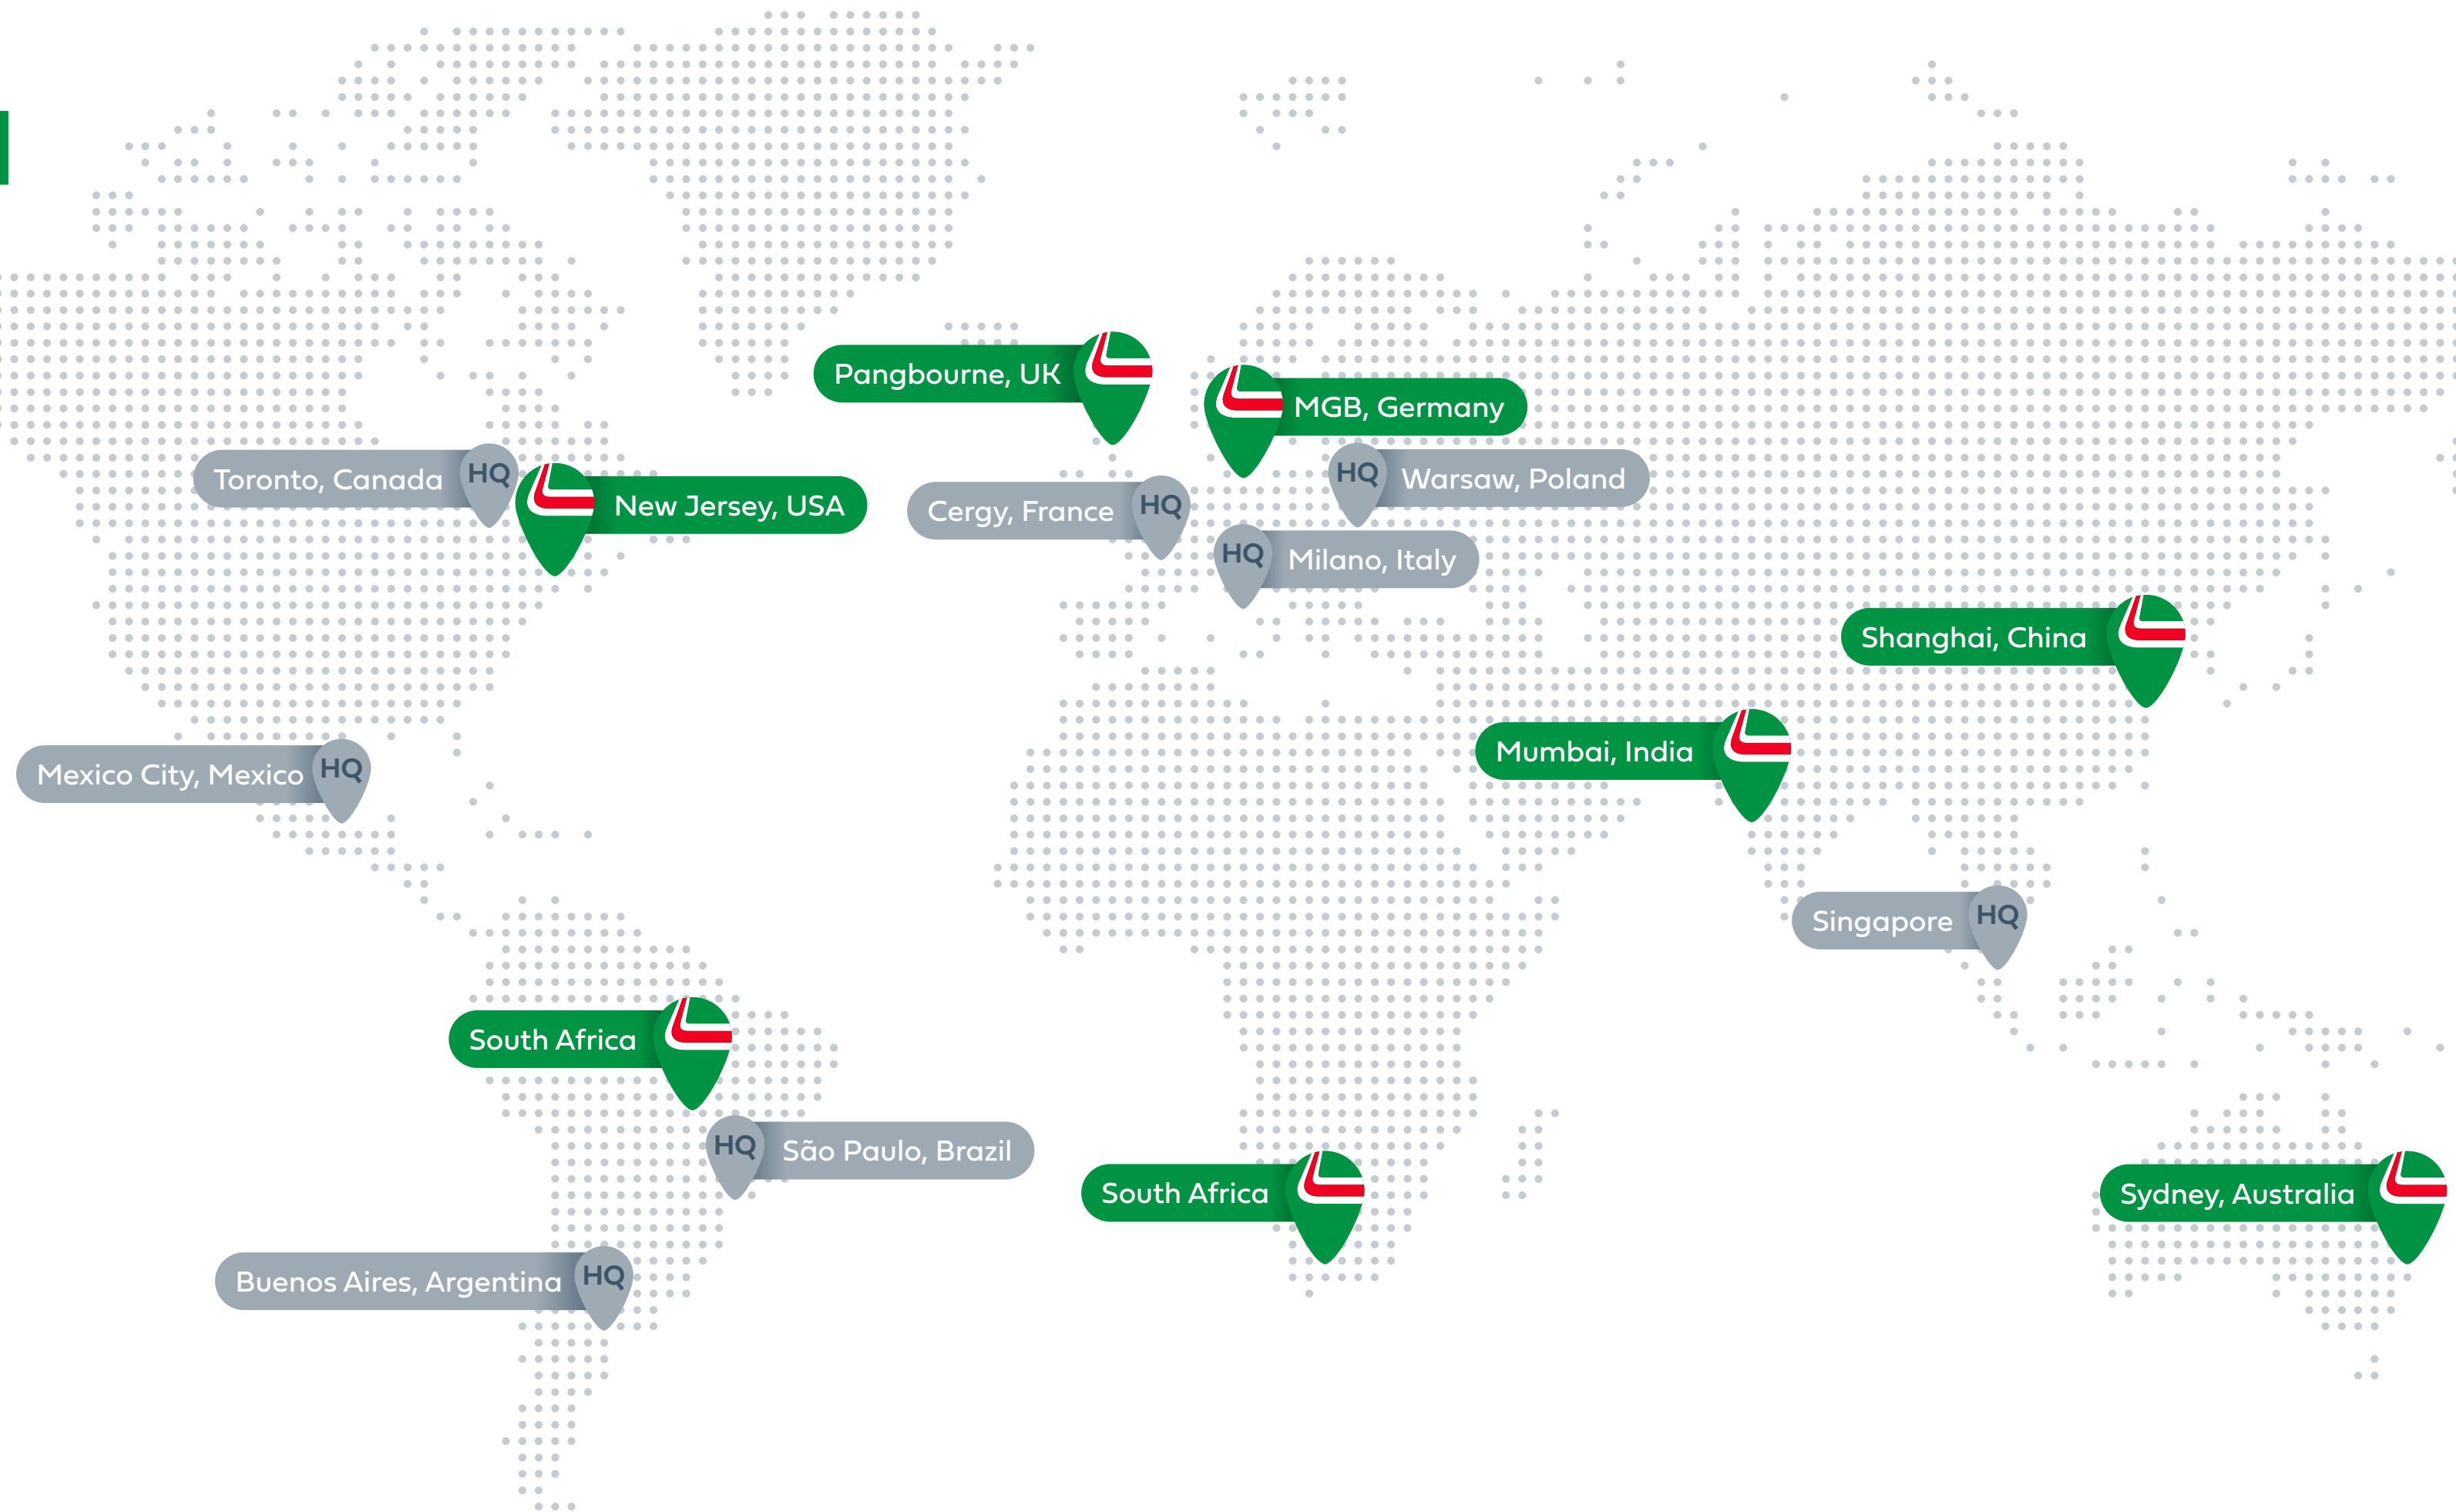 Pangbourne, UK
MGB, Germany
Toronto, Canada
HQ
HQ
Warsaw, Poland
New Jersey, USA
Cergy, France
HQ
HQ
Milano, Italy
Shanghai, China
Mumbai, India
Mexico City, Mexico
HQ
Singapore
HQ
South Africa
HQ
São Paulo, Brazil
South Africa
Sydney, Australia
Buenos Aires, Argentina
HQ